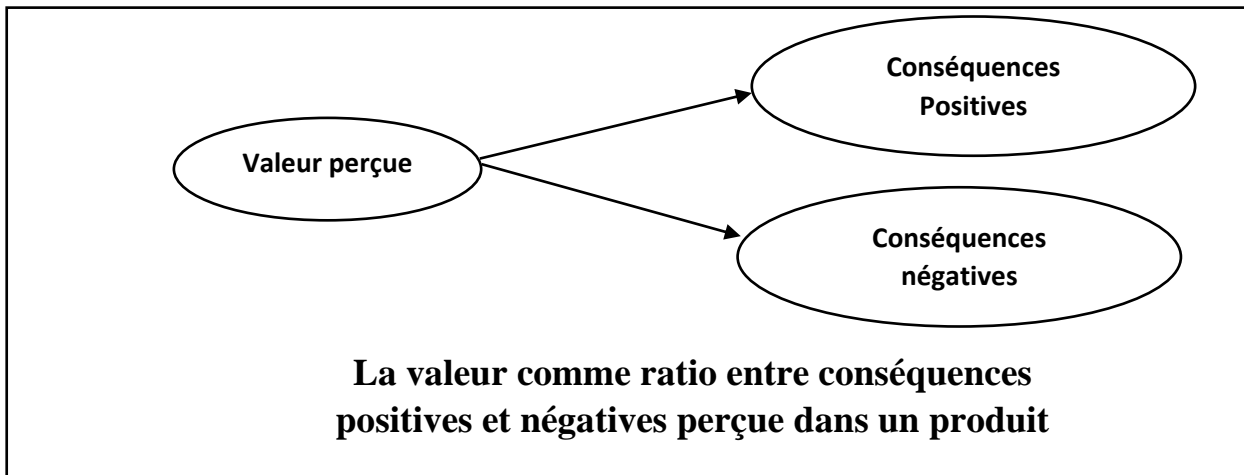 Conséquences
Positives
Valeur perçue
Conséquences
négatives
La valeur comme ratio entre conséquences
positives et négatives perçue dans un produit